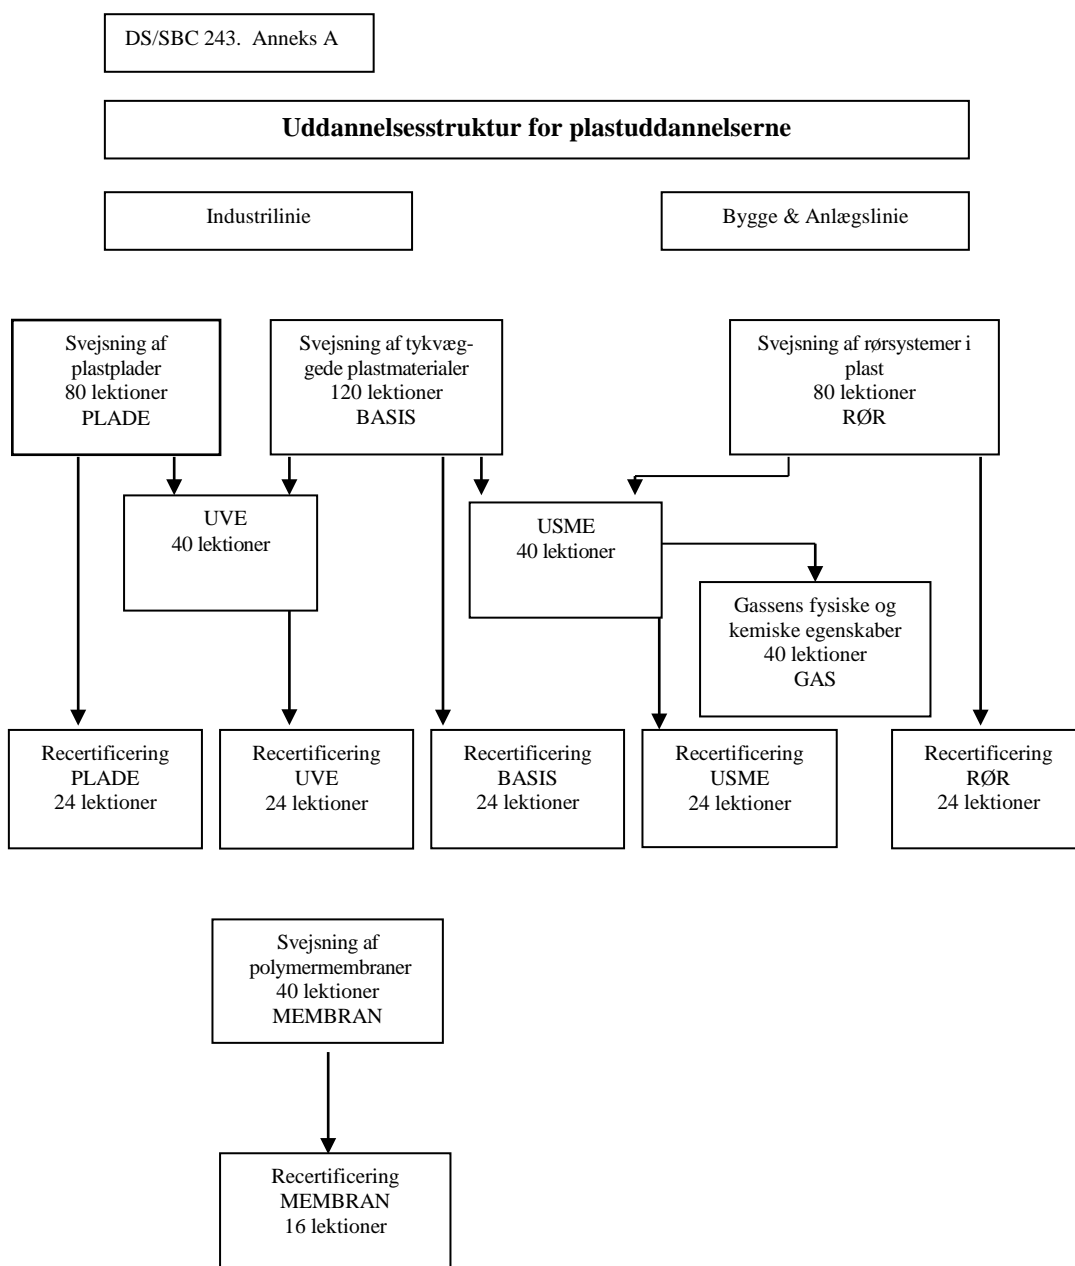 DS/SBC 243.  Anneks A
Uddannelsesstruktur for plastuddannelserne
Industrilinie
Bygge & Anlægslinie
Svejsning af
plastplader
80 lektioner
PLADE
Svejsning af tykvæg-
gede plastmaterialer
120 lektioner
BASIS
Svejsning af rørsystemer i
plast
80 lektioner
RØR
UVE
40 lektioner
USME
40 lektioner
Gassens fysiske og
kemiske egenskaber
40 lektioner
GAS
Recertificering
PLADE
24 lektioner
Recertificering
UVE
24 lektioner
Recertificering
BASIS
24 lektioner
Recertificering
USME
24 lektioner
Recertificering
RØR
24 lektioner
Svejsning af
polymermembraner
40 lektioner
MEMBRAN
Recertificering
MEMBRAN
16 lektioner